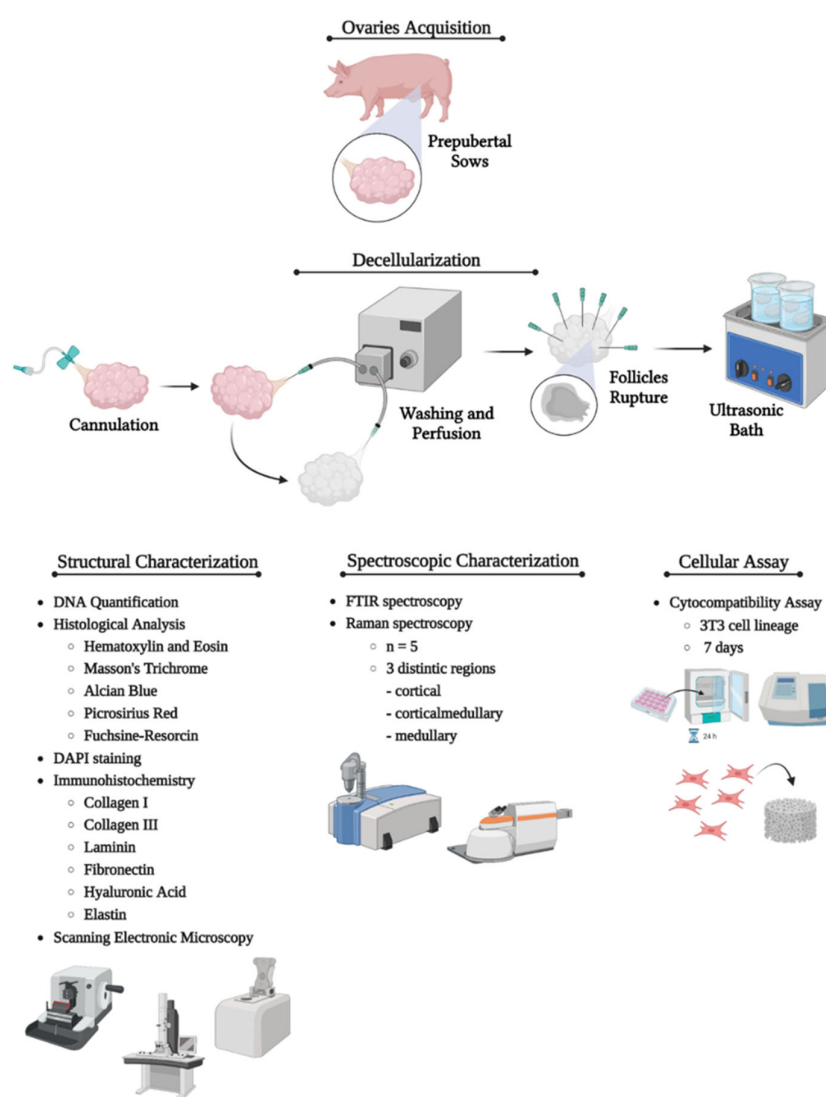 Ovaries Acquisition
Prepubertal
Sows
Decellularization
Cannulation
Washing and
Perfusion
Follicles
Rupture
Ultrasonic
Bath
Structural Characterization
• DNA Quantification
• Histological Analysis
○ Hematoxylin and Eosin
○ Masson's Trichrome
○ Alcian Blue
○ Picrosirius Red
○ Fuchsine-Resorcin
• DAPI staining
• Immunohistochemistry
○ Collagen I
○ Collagen III
○ Laminin
○ Fibronectin
○ Hyaluronic Acid
○ Elastin
• Scanning Electronic Microscopy
Spectroscopic Characterization
• FTIR spectroscopy
• Raman spectroscopy
○ n = 5
○ 3 distintic regions
- cortical
- corticalmedullary
- medullary
Cellular Assay
• Cytocompatibility Assay
○ 3T3 cell lineage
○ 7 days
24 h